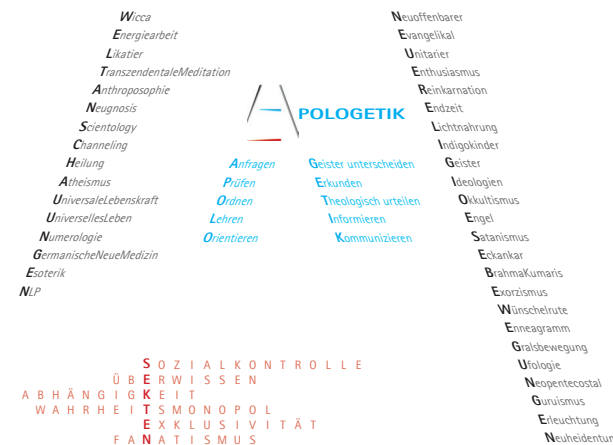 Wicca
Energiearbeit
Likatier
TranszendentaleMeditation
Anthroposophie
Neugnosis
Scientology
Channeling
Heilung
Atheismus
UniversaleLebenskraft
UniversellesLeben
Numerologie
GermanischeNeueMedizin
Esoterik
NLP
APOLOGETIK
Anfragen
Prüfen
Ordnen
Lehren
Orientieren
Geister unterscheiden
Erkunden
Theologisch urteilen
Informieren
Kommunizieren
Neuoffenbarer
Evangelikal
Unitarier
Enthusiasmus
Reinkarnation
Endzeit
Lichtnahrung
Indigokinder
Geister
Ideologien
Okkultismus
Engel
Satanismus
Eckankar
BrahmaKumaris
Exorzismus
Wünschelrute
Enneagramm
Gralsbewegung
Ufologie
Neopentecostal
Guruismus
Erleuchtung
Neuheidentum
SOZIALKONTROLLE
ÜBERWISSEN
ABHÄNGIGKEIT
WAHRHEITSMONOPOL
EXKLUSIVITÄT
FANATISMUS